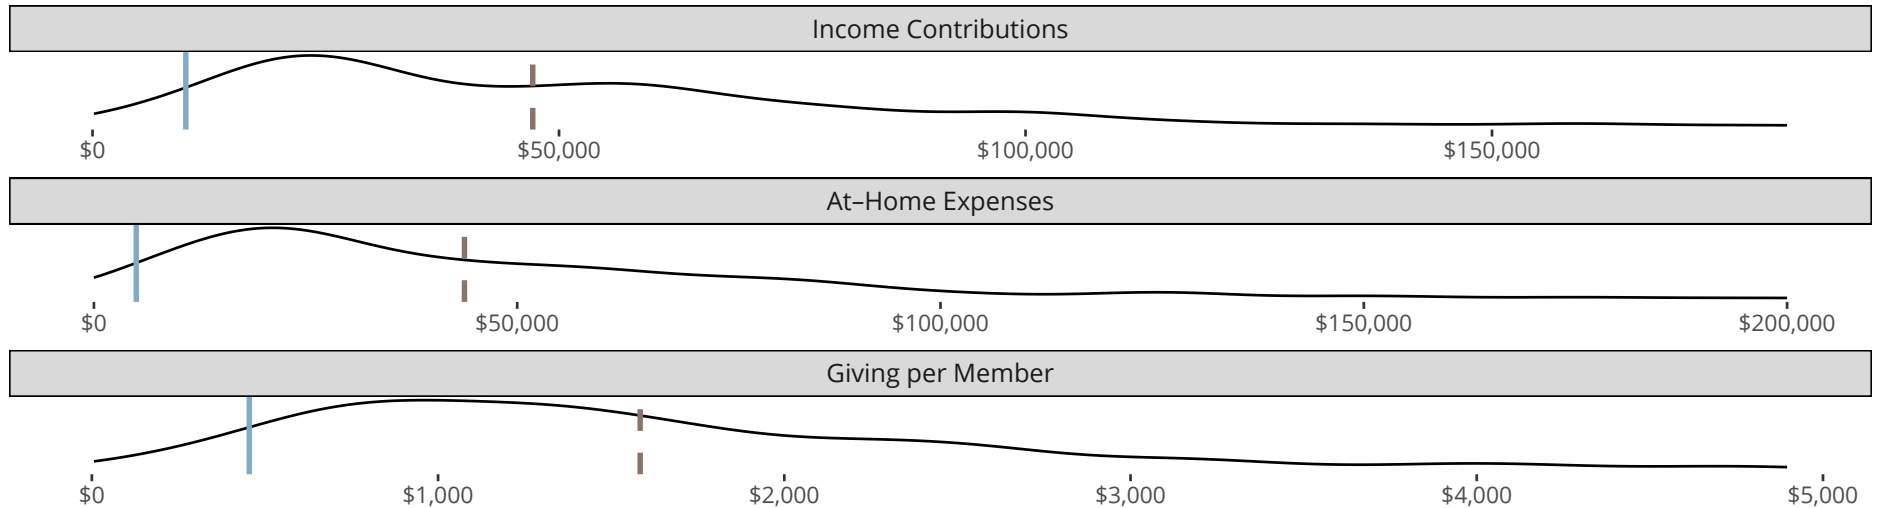 Income Contributions
$0 $50,000 $100,000 $150,000
At–Home Expenses
$0 $50,000 $100,000 $150,000 $200,000
Giving per Member
$0 $1,000 $2,000 $3,000 $4,000 $5,000